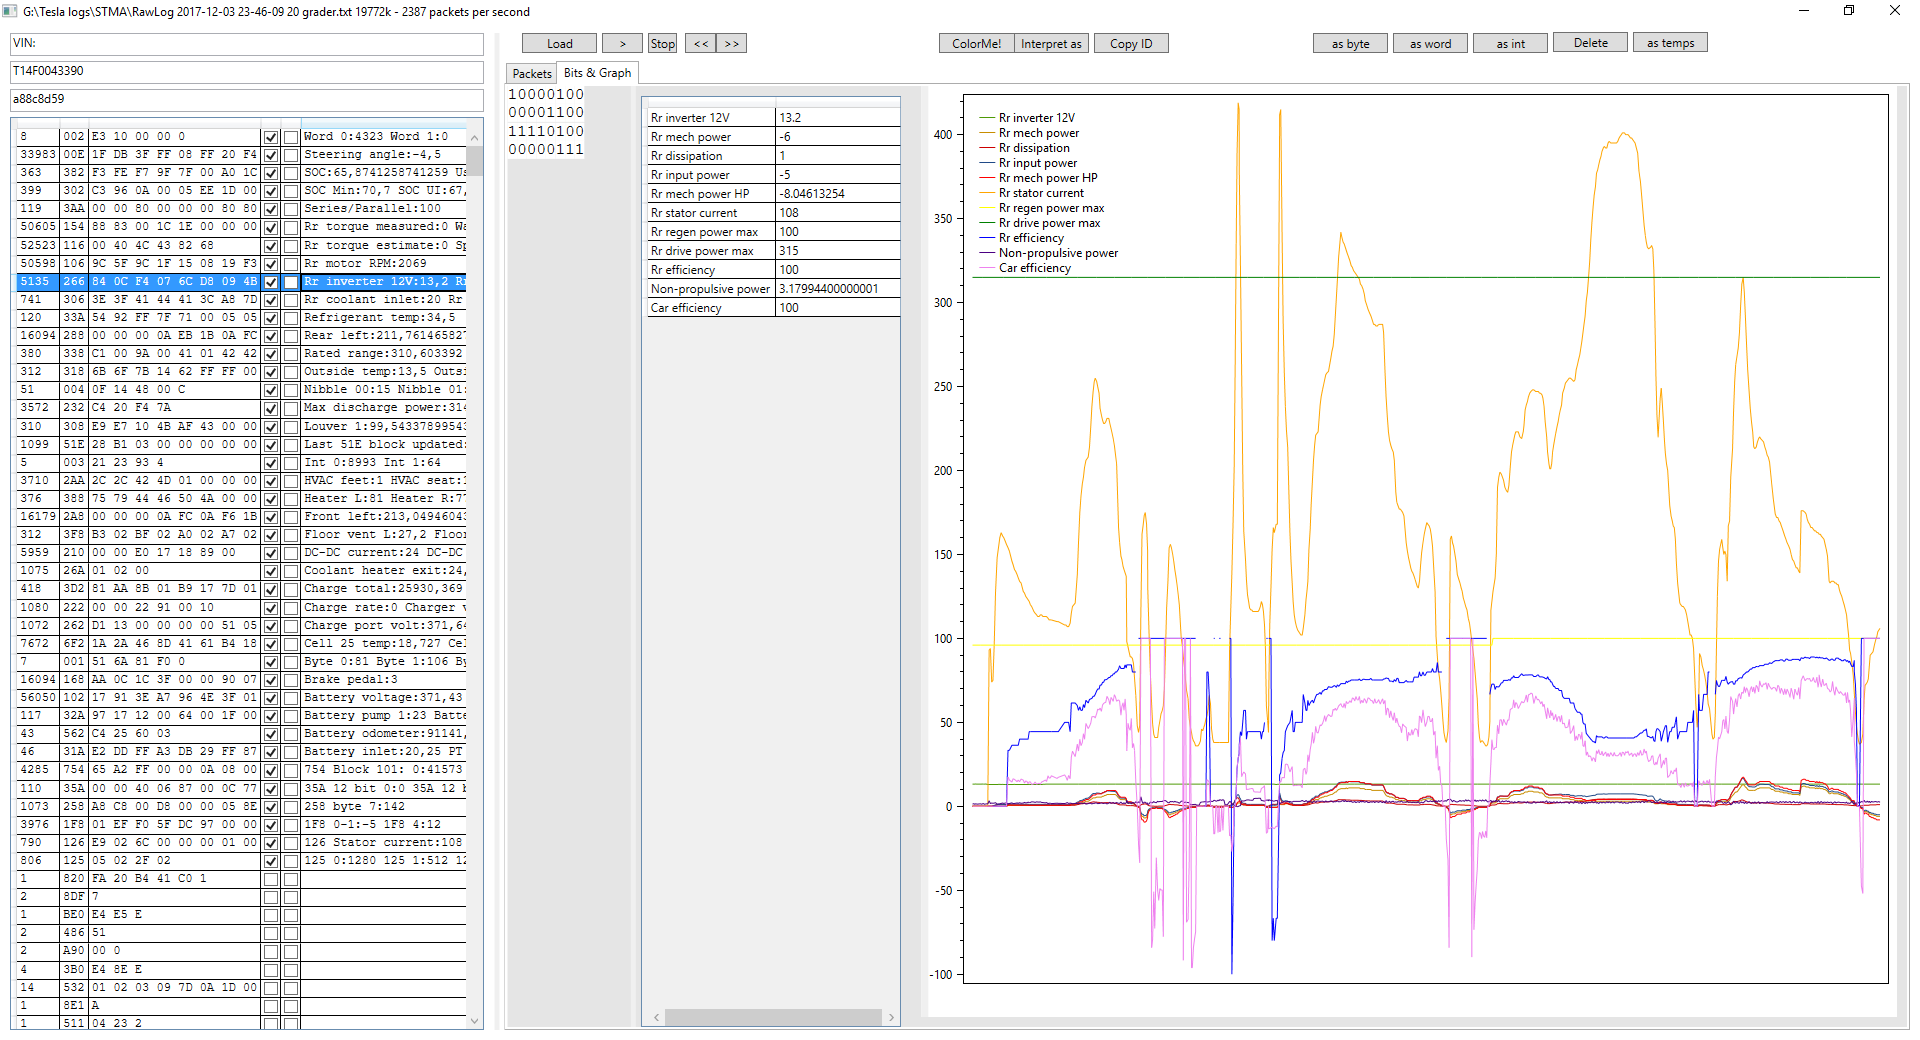 G:\Tesla logs\STMA\RawLog 2017-12-03 23-46-09 20 grader.txt 19772k - 2387 packets per second
VIN:
T14F0043390
a88c8d59
Load > Stop << >> ColorMe! Interpret as Copy ID as byte as word as int Delete as temps
Packets Bits & Graph
10000100
00001100
11110100
00000111
8 002 E3 10 00 00 0 Word 0:4323 Word 1:0
33983 00E 1F DB 3F FF 08 FF 20 F4 Steering angle:-4,5
363 382 F3 FE F7 9F 7F 00 A0 1C SOC:65,8741258741259 Us
399 302 C3 96 0A 00 05 EE 1D 00 SOC Min:70,7 SOC UI:67,
119 3AA 00 00 80 00 00 00 80 80 Series/Parallel:100
50605 154 88 83 00 1C 1E 00 00 00 Rr torque measured:0 Wa
52523 116 00 40 4C 43 82 68 Rr torque estimate:0 Sp
50598 106 9C 5F 9C 1F 15 08 19 F3 Rr motor RPM:2069
5135 266 84 0C F4 07 6C D8 09 4B Rr inverter 12V:13,2 Ri
741 306 3E 3F 41 44 41 3C A8 7D Rr coolant inlet:20 Rr
120 33A 54 92 FF 7F 71 00 05 05 Refrigerant temp:34,5
16094 288 00 00 00 0A EB 1B 0A FC Rear left:211,761465827
380 338 C1 00 9A 00 41 01 42 42 Rated range:310,603392
312 318 6B 6F 7B 14 62 FF FF 00 Outside temp:13,5 Outsi
51 004 0F 14 48 00 C Nibble 00:15 Nibble 01:
3572 232 C4 20 F4 7A Max discharge power:314
310 308 E9 E7 10 4B AF 43 00 00 Louver 1:99,54337899543
1099 51E 28 B1 03 00 00 00 00 00 Last 51E block updated:
5 003 21 23 93 4 Int 0:8993 Int 1:64
3710 2AA 2C 2C 42 4D 01 00 00 00 HVAC feet:1 HVAC seat:1
376 388 75 79 44 46 50 4A 00 00 Heater L:81 Heater R:77
16179 2A8 00 00 00 0A FC 0A F6 1B Front left:213,04946043
312 3F8 B3 02 BF 02 A0 02 A7 02 Floor vent L:27,2 Floor
5959 210 00 00 E0 17 18 89 00 DC-DC current:24 DC-DC
1075 26A 01 02 00 Coolant heater exit:24,
418 3D2 81 AA 8B 01 B9 17 7D 01 Charge total:25930,369
1080 222 00 00 22 91 00 10 Charge rate:0 Charger v
1072 262 D1 13 00 00 00 00 51 05 Charge port volt:371,64
7672 6F2 1A 2A 46 8D 41 61 B4 18 Cell 25 temp:18,727 Cel
7 001 51 6A 81 F0 0 Byte 0:81 Byte 1:106 By
16094 168 AA 0C 1C 3F 00 00 90 07 Brake pedal:3
56050 102 17 91 3E A7 96 4E 3F 01 Battery voltage:371,43
117 32A 97 17 12 00 64 00 1F 00 Battery pump 1:23 Batte
43 562 C4 25 60 03 Battery odometer:91141,
46 31A E2 DD FF A3 DB 29 FF 87 Battery inlet:20,25 PT
4285 754 65 A2 FF 00 00 0A 08 00 754 Block 101: 0:41573
110 35A 00 00 40 06 87 00 0C 77 35A 12 bit 0:0 35A 12 b
1073 258 A8 C8 00 D8 00 00 05 8E 258 byte 7:142
3976 1F8 01 EF F0 5F DC 97 00 00 1F8 0-1:-5 1F8 4:12
790 126 E9 02 6C 00 00 00 01 00 126 Stator current:108
806 125 05 02 2F 02 125 0:1280 125 1:512 12
1 820 FA 20 B4 41 C0 1
2 8DF 7
1 BE0 E4 E5 E
2 486 51
2 A90 00 0
4 3B0 E4 8E E
14 532 01 02 03 09 7D 0A 1D 00
1 8E1 A
1 511 04 23 2
Rr inverter 12V 13.2
Rr mech power -6
Rr dissipation 1
Rr input power -5
Rr mech power HP -8.04613254
Rr stator current 108
Rr regen power max 100
Rr drive power max 315
Rr efficiency 100
Non-propulsive power 3.17994400000001
Car efficiency 100
Rr inverter 12V
Rr mech power
Rr dissipation
Rr input power
Rr mech power HP
Rr stator current
Rr regen power max
Rr drive power max
Rr efficiency
Non-propulsive power
Car efficiency
400
350
300
250
200
150
100
50
0
-50
-100